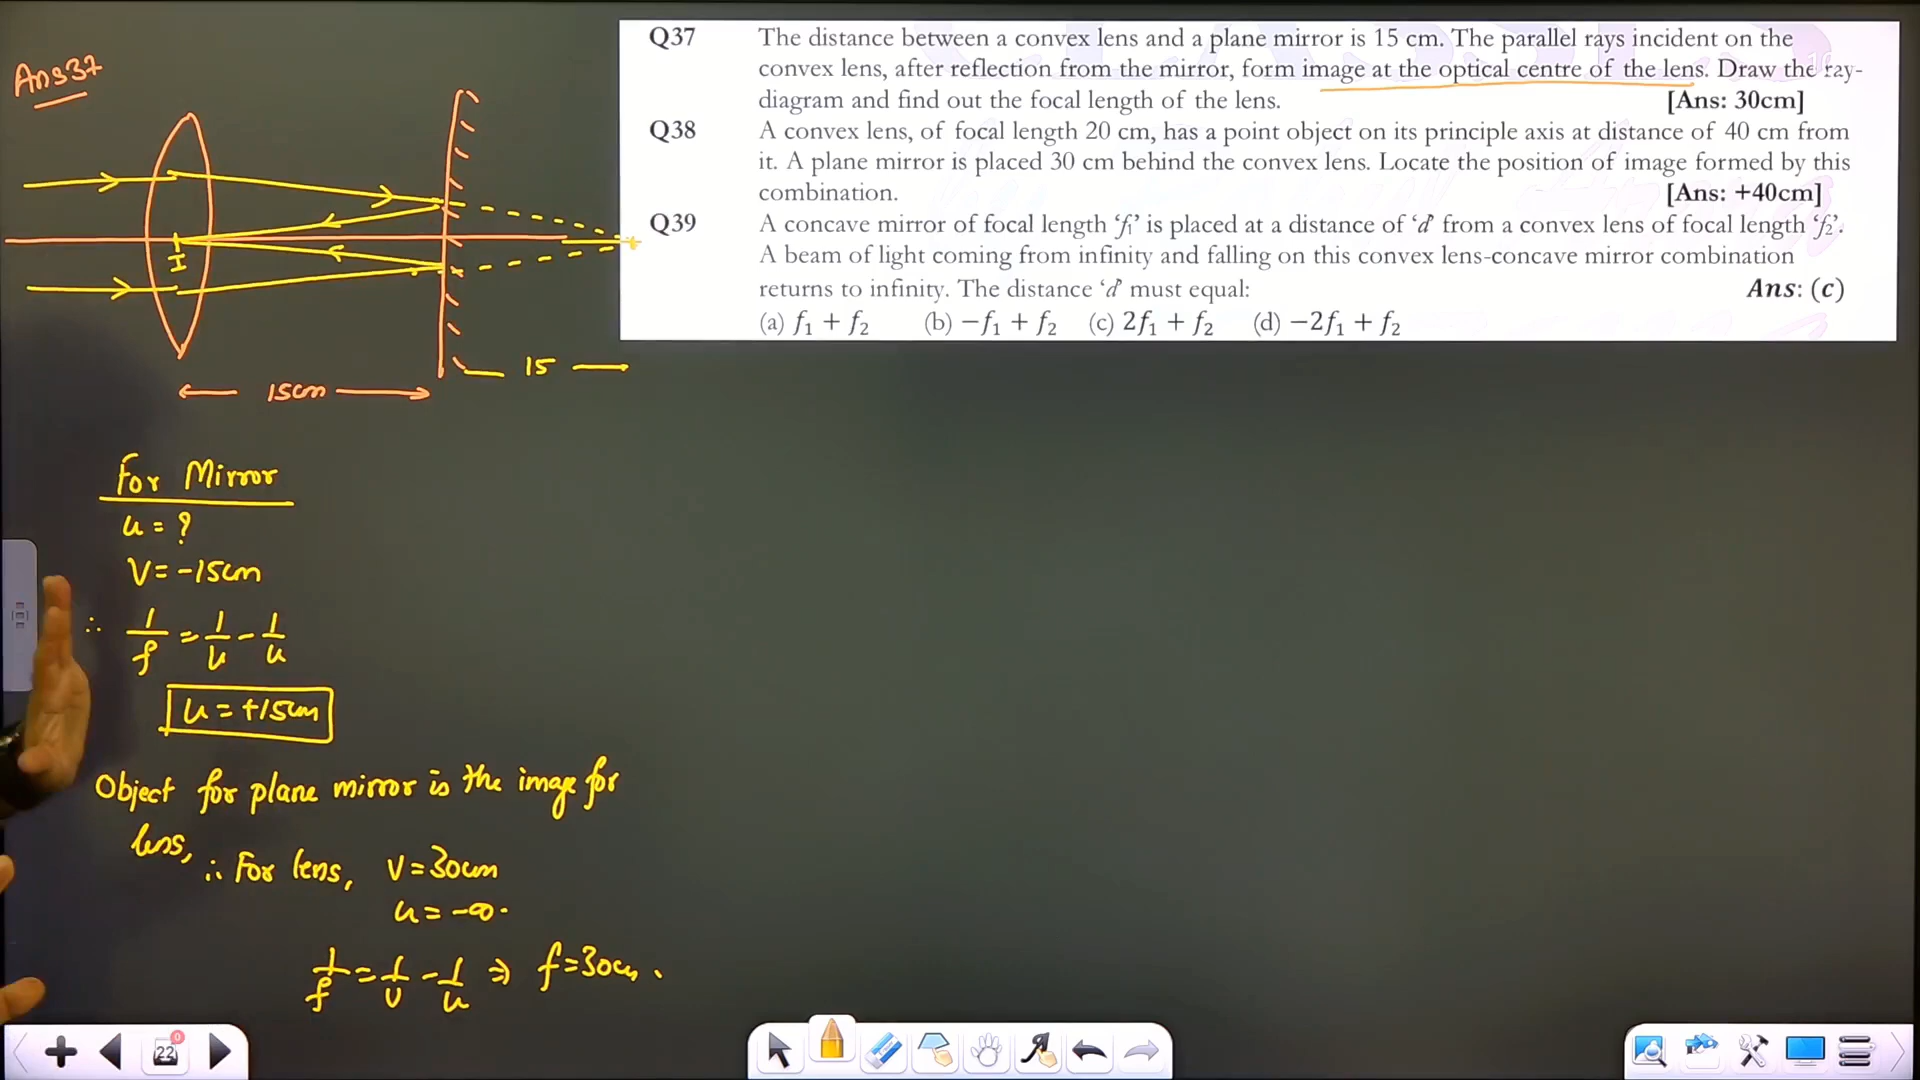 Ans 37
Q37 The distance between a convex lens and a plane mirror is 15 cm. The parallel rays incident on the
convex lens, after reflection from the mirror, form image at the optical centre of the lens. Draw the ray-
diagram and find out the focal length of the lens. [Ans: 30cm]
Q38 A convex lens, of focal length 20 cm, has a point object on its principle axis at distance of 40 cm from
it. A plane mirror is placed 30 cm behind the convex lens. Locate the position of image formed by this
combination. [Ans: +40cm]
Q39 A concave mirror of focal length ‘f₁’ is placed at a distance of ‘d’ from a convex lens of focal length ‘f₂’.
A beam of light coming from infinity and falling on this convex lens-concave mirror combination
returns to infinity. The distance ‘d’ must equal: Ans: (c)
(a) f₁ + f₂ (b) −f₁ + f₂ (c) 2f₁ + f₂ (d) −2f₁ + f₂
I
15
15cm
For Mirror
u = ?
V = -15cm
∴ 1/f = 1/u - 1/u
u = +15cm
Object for plane mirror is the image for
lens,
∴ For lens, V = 30cm
u = -∞.
1/f = 1/v - 1/u ⇒ f = 30cm.
22
0